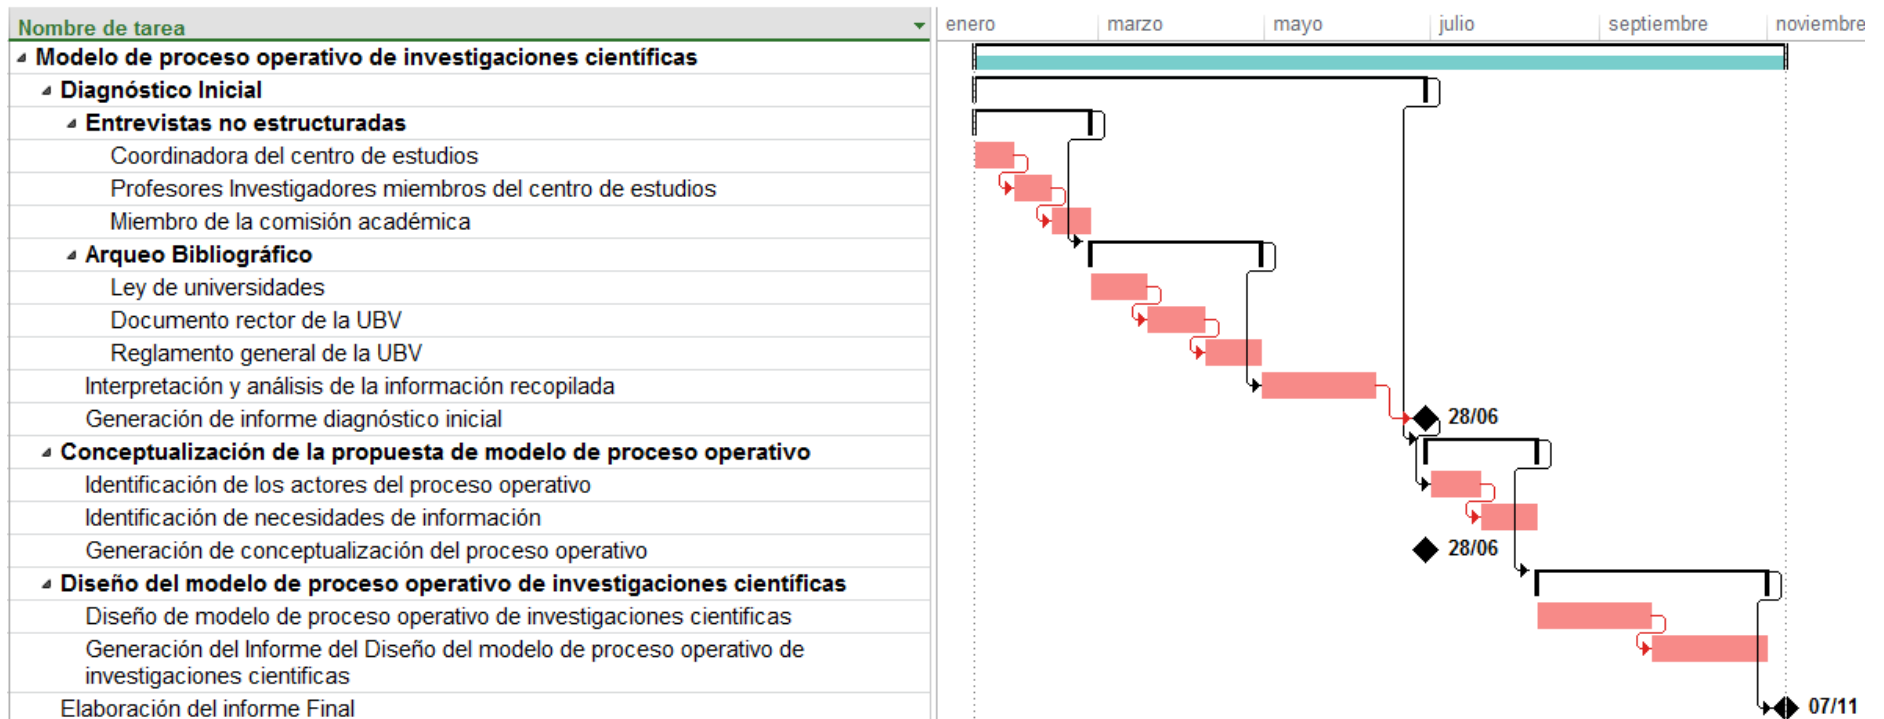 Nombre de tarea
enero marzo mayo julio septiembre noviembre
Modelo de proceso operativo de investigaciones científicas
Diagnóstico Inicial
Entrevistas no estructuradas
Coordinadora del centro de estudios
Profesores Investigadores miembros del centro de estudios
Miembro de la comisión académica
Arqueo Bibliográfico
Ley de universidades
Documento rector de la UBV
Reglamento general de la UBV
Interpretación y análisis de la información recopilada
Generación de informe diagnóstico inicial 28/06
Conceptualización de la propuesta de modelo de proceso operativo
Identificación de los actores del proceso operativo
Identificación de necesidades de información
Generación de conceptualización del proceso operativo 28/06
Diseño del modelo de proceso operativo de investigaciones científicas
Diseño de modelo de proceso operativo de investigaciones cientificas
Generación del Informe del Diseño del modelo de proceso operativo de
investigaciones cientificas
Elaboración del informe Final 07/11